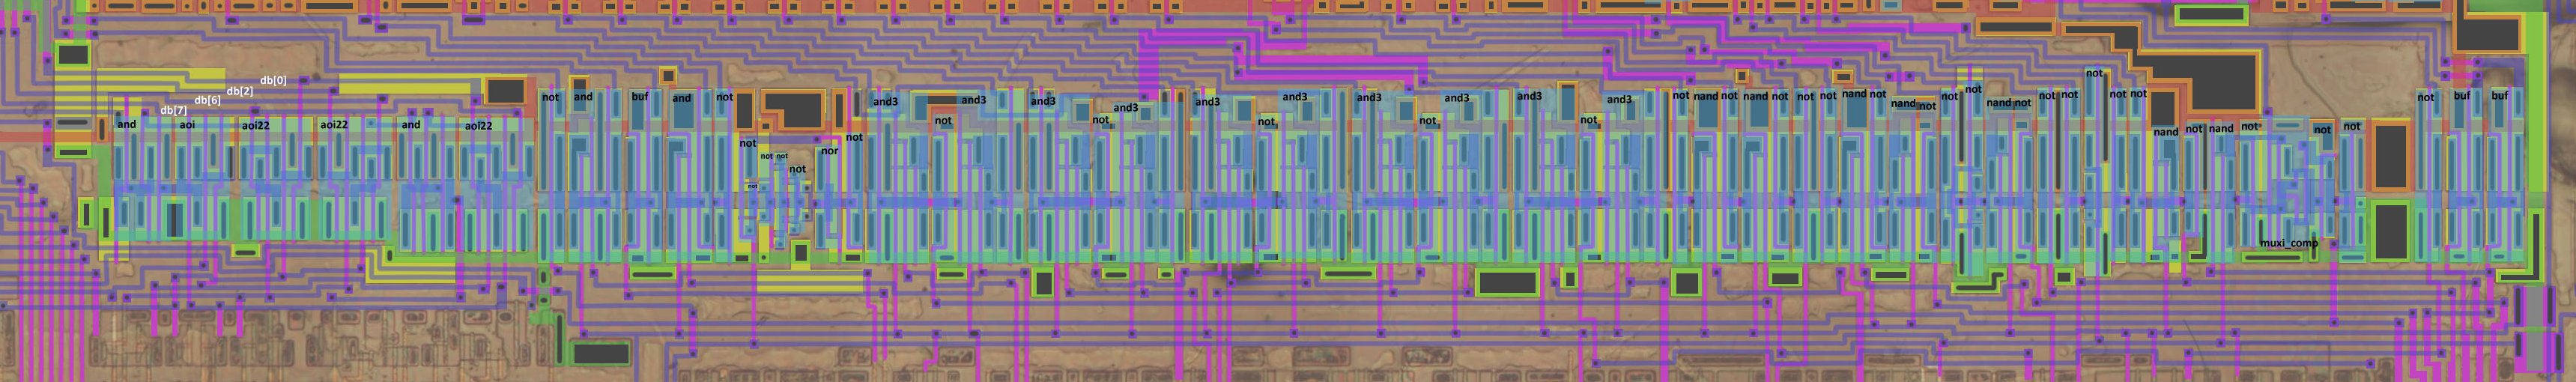 db[0]
db[2]
db[6]
db[7]
and aoi aoi22 aoi22 and aoi22
not and buf and not
not not not not not nor not
and3 not and3 and3 not and3 and3 not and3 and3 not and3 and3 not and3
not nand not nand not not not nand not nand not not not nand not not not not not not
nand not nand not not not
muxi_comp
not buf buf